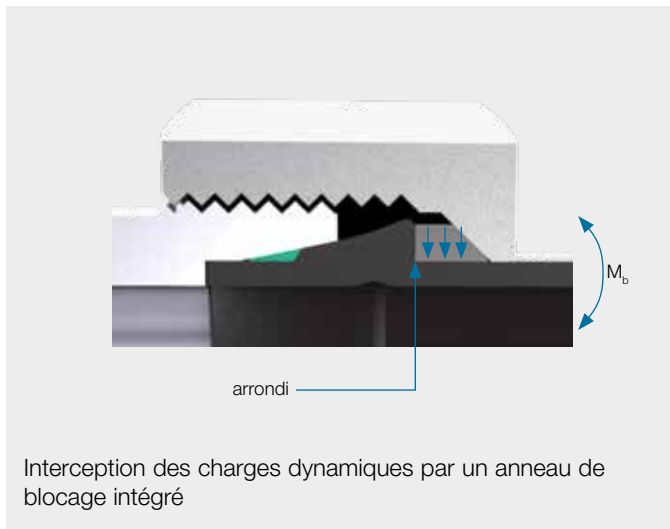 M_b
arrondi
Interception des charges dynamiques par un anneau de
blocage intégré